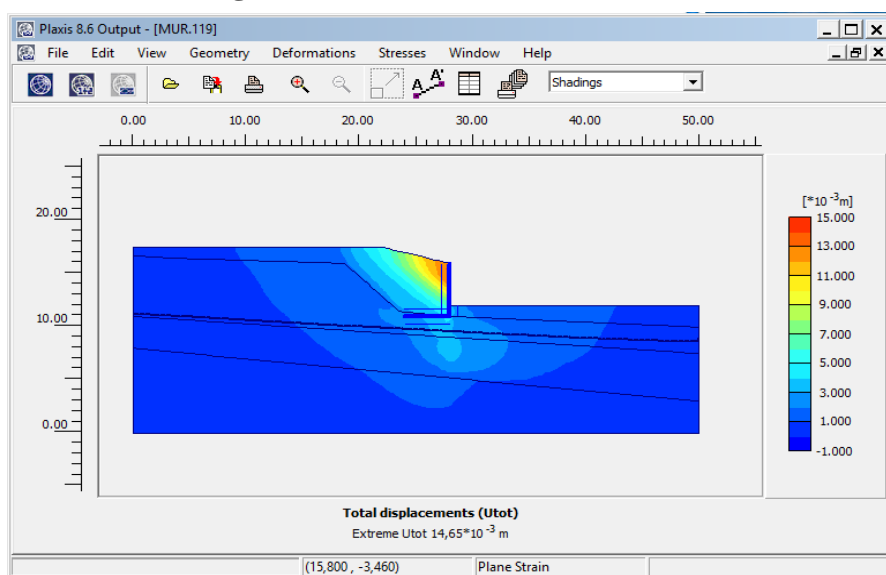 Plaxis 8.6 Output - [MUR.119]
File Edit View Geometry Deformations Stresses Window Help
Shadings
0.00 10.00 20.00 30.00 40.00 50.00
[*10 -3m]
15.000
13.000
11.000
9.000
7.000
5.000
3.000
1.000
-1.000
20.00
10.00
0.00
Total displacements (Utot)
Extreme Utot 14,65*10 -3 m
(15,800 , -3,460) Plane Strain